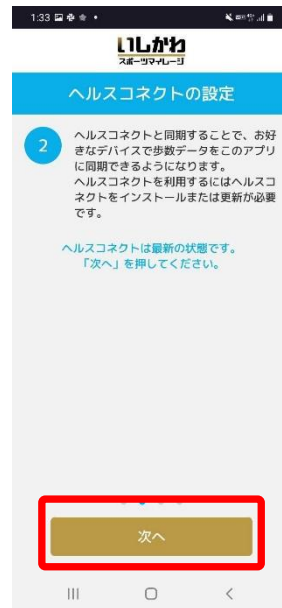 1:33
いしかわ
スポーツマイレージ
ヘルスコネクトの設定
2
ヘルスコネクトと同期することで、お好
きなデバイスで歩数データをこのアプリ
に同期できるようになります。
ヘルスコネクトを利用するにはヘルスコ
ネクトをインストールまたは更新が必要
です。
ヘルスコネクトは最新の状態です。
「次へ」を押してください。
次へ